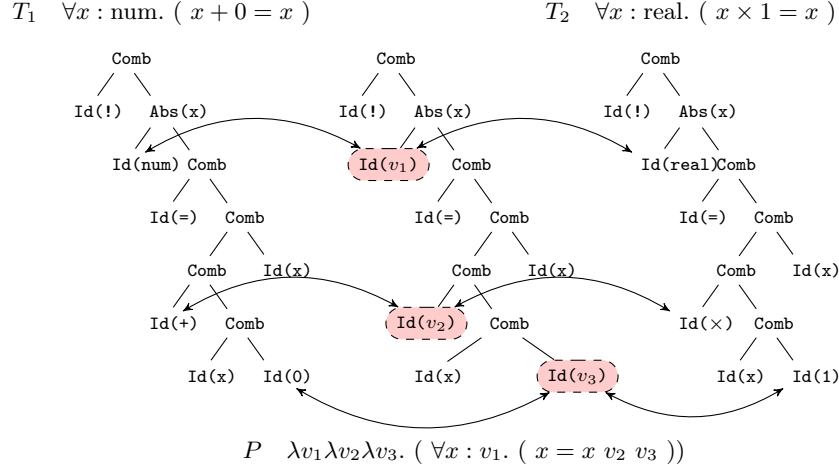 T₁ ∀x : num. ( x + 0 = x ) T₂ ∀x : real. ( x × 1 = x )
Comb Comb Comb
Id(!) Abs(x) Id(!) Abs(x) Id(!) Abs(x)
Id(num) Comb Id(v₁) Comb Id(real) Comb
Id(=) Comb Id(=) Comb Id(=) Comb
Comb Id(x) Comb Id(x) Comb Id(x)
Id(+) Comb Id(v₂) Comb Id(×) Comb
Id(x) Id(0) Id(x) Id(v₃) Id(x) Id(1)
P λv₁λv₂λv₃. ( ∀x : v₁. ( x = x v₂ v₃ ))